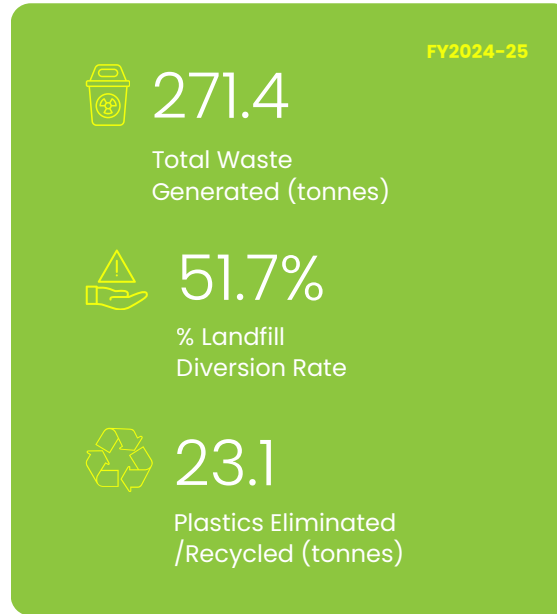 FY2024-25
271.4
Total Waste
Generated (tonnes)
51.7%
% Landfill
Diversion Rate
23.1
Plastics Eliminated
/Recycled (tonnes)